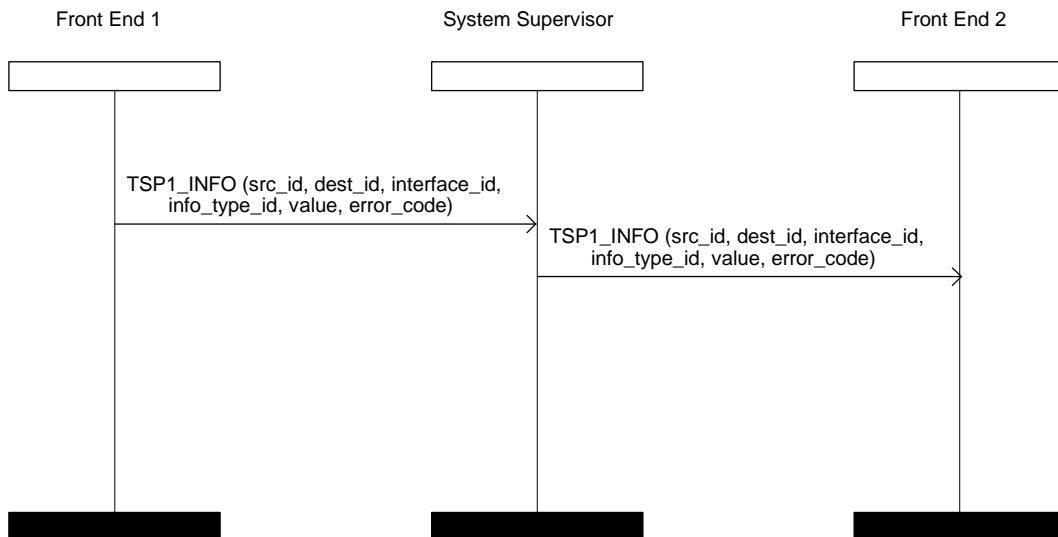 Front End 1
System Supervisor
Front End 2
TSP1_INFO (src_id, dest_id, interface_id,
info_type_id, value, error_code)
TSP1_INFO (src_id, dest_id, interface_id,
info_type_id, value, error_code)